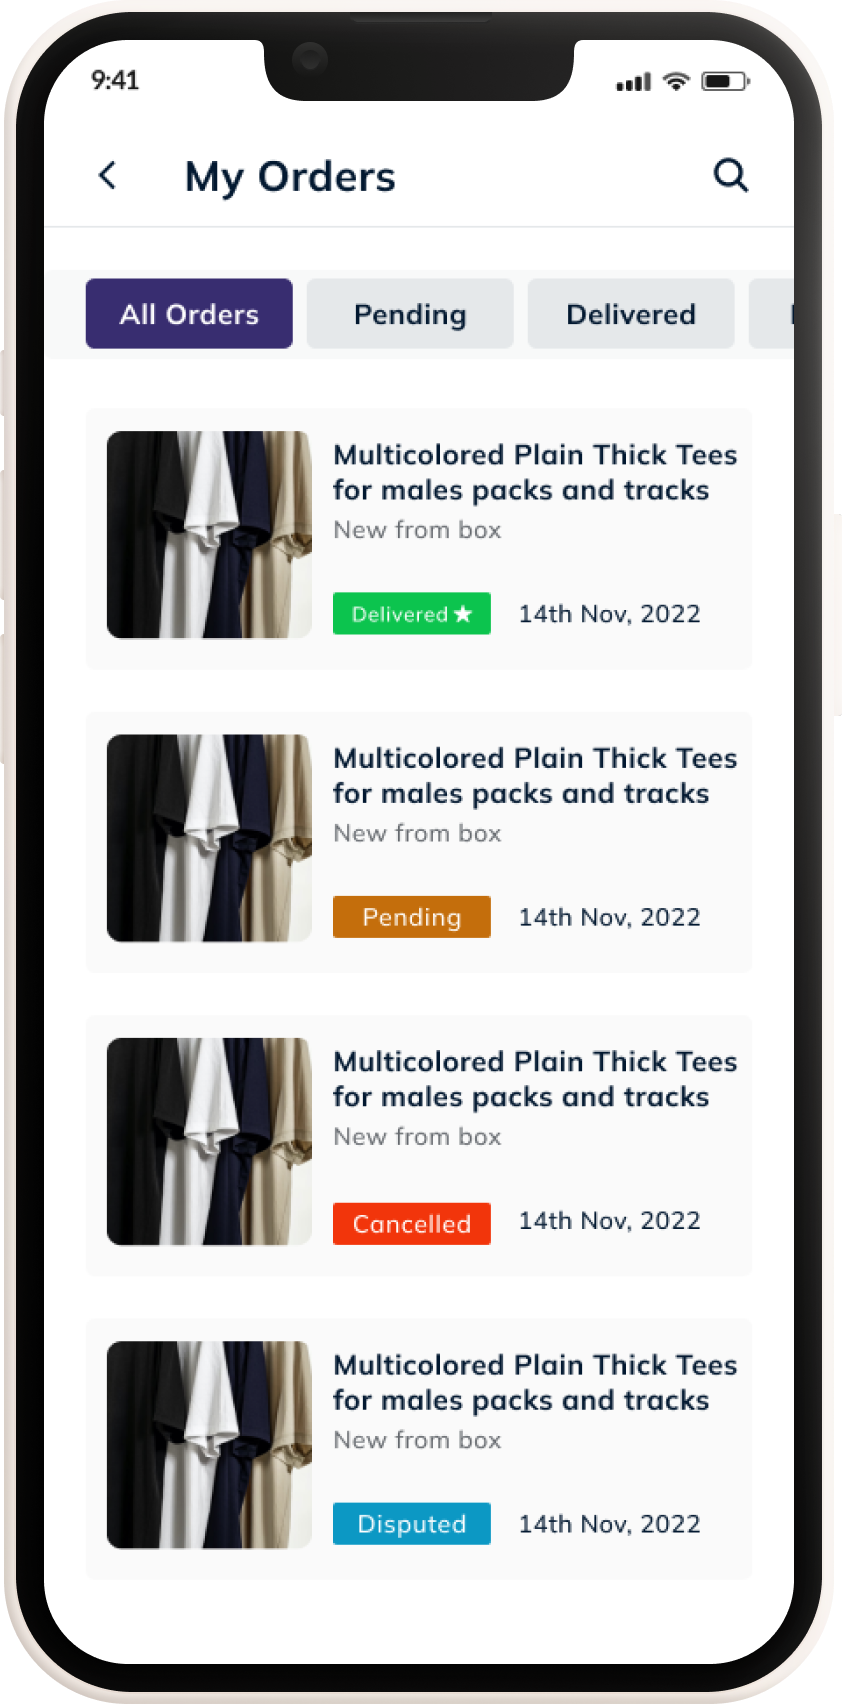 9:41
My Orders
All Orders Pending Delivered
Multicolored Plain Thick Tees
for males packs and tracks
New from box
Delivered ★ 14th Nov, 2022
Multicolored Plain Thick Tees
for males packs and tracks
New from box
Pending 14th Nov, 2022
Multicolored Plain Thick Tees
for males packs and tracks
New from box
Cancelled 14th Nov, 2022
Multicolored Plain Thick Tees
for males packs and tracks
New from box
Disputed 14th Nov, 2022